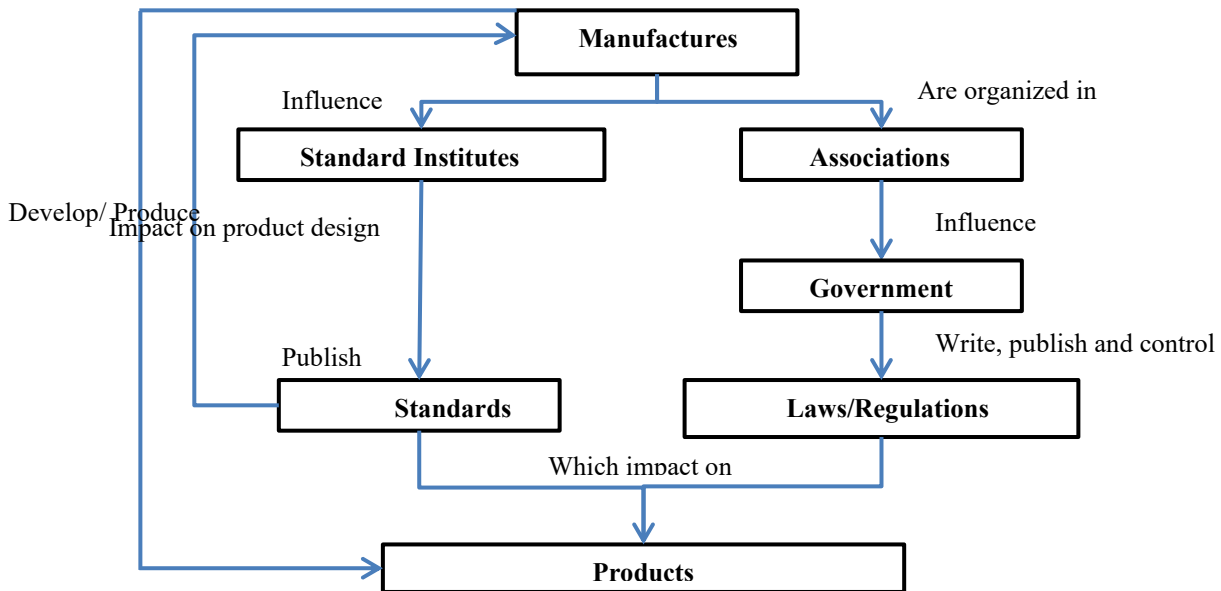 Manufactures
Influence
Are organized in
Standard Institutes
Associations
Develop/ Produce
Impact on product design
Influence
Government
Write, publish and control
Publish
Standards
Laws/Regulations
Which impact on
Products